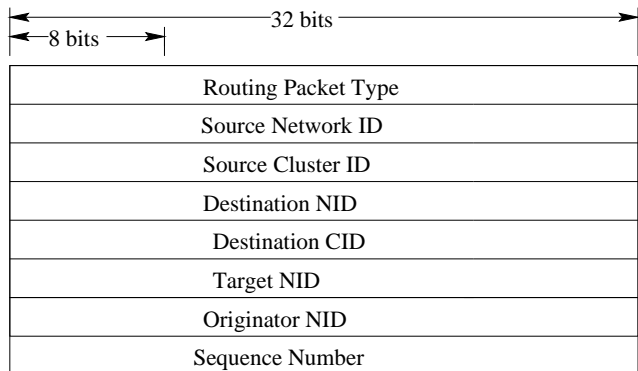 32 bits
8 bits
Routing Packet Type
Source Network ID
Source Cluster ID
Destination NID
Destination CID
Target NID
Originator NID
Sequence Number